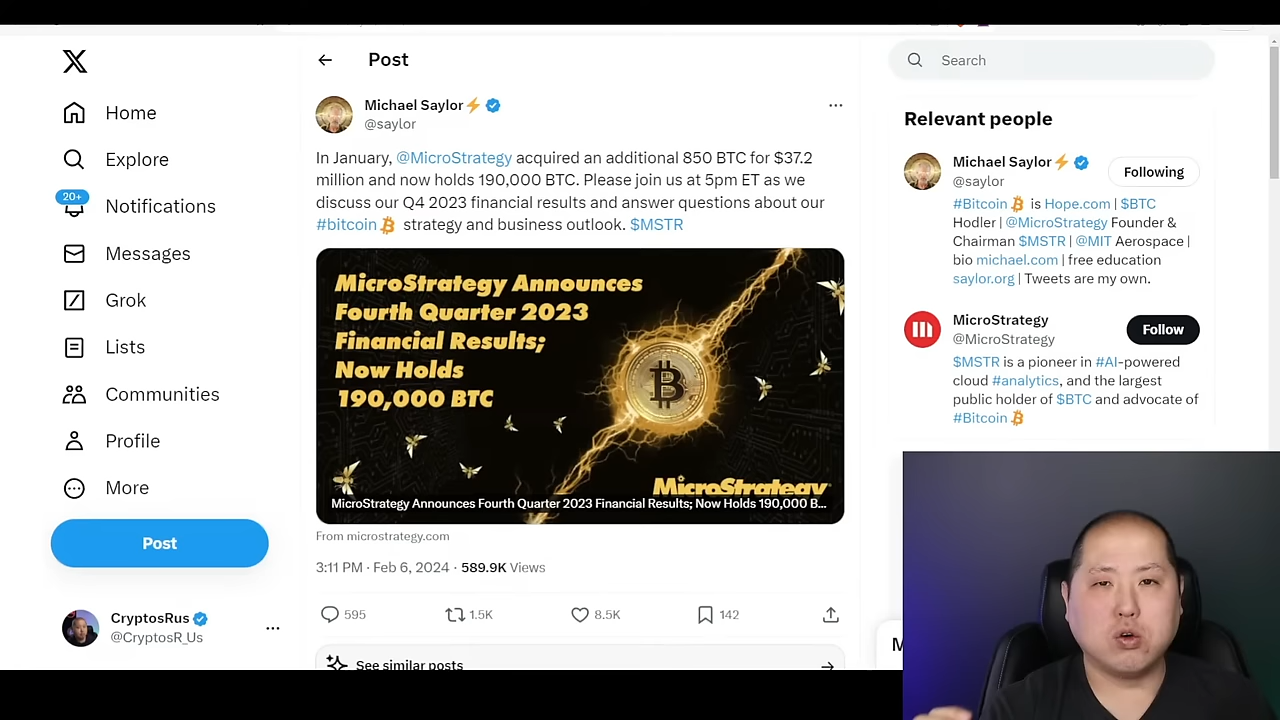 Home
Explore
20+
Notifications
Messages
Grok
Lists
Communities
Profile
More
Post
CryptosRus
@CryptosR_Us
Post
Michael Saylor⚡
@saylor
In January, @MicroStrategy acquired an additional 850 BTC for $37.2
million and now holds 190,000 BTC. Please join us at 5pm ET as we
discuss our Q4 2023 financial results and answer questions about our
#bitcoin strategy and business outlook. $MSTR
MicroStrategy Announces
Fourth Quarter 2023
Financial Results;
Now Holds
190,000 BTC
MicroStrategy
MicroStrategy Announces Fourth Quarter 2023 Financial Results; Now Holds 190,000 B...
From microstrategy.com
3:11 PM · Feb 6, 2024 · 589.9K Views
595 1.5K 8.5K 142
See similar posts
Search
Relevant people
Michael Saylor⚡
@saylor
Following
#Bitcoin is Hope.com | $BTC
Hodler | @MicroStrategy Founder &
Chairman $MSTR | @MIT Aerospace |
bio michael.com | free education
saylor.org | Tweets are my own.
MicroStrategy
@MicroStrategy
Follow
$MSTR is a pioneer in #AI-powered
cloud #analytics, and the largest
public holder of $BTC and advocate of
#Bitcoin
M